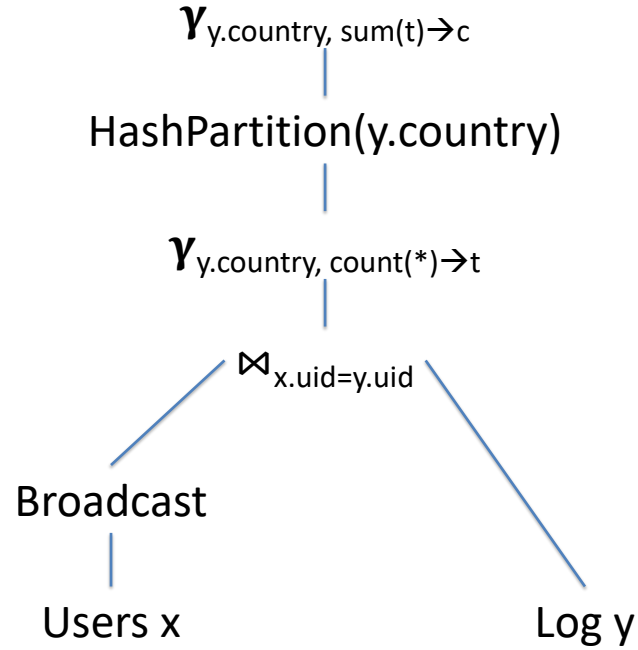 γy.country, sum(t)→c
HashPartition(y.country)
γy.country, count(*)→t
⋈x.uid=y.uid
Broadcast
Users x
Log y